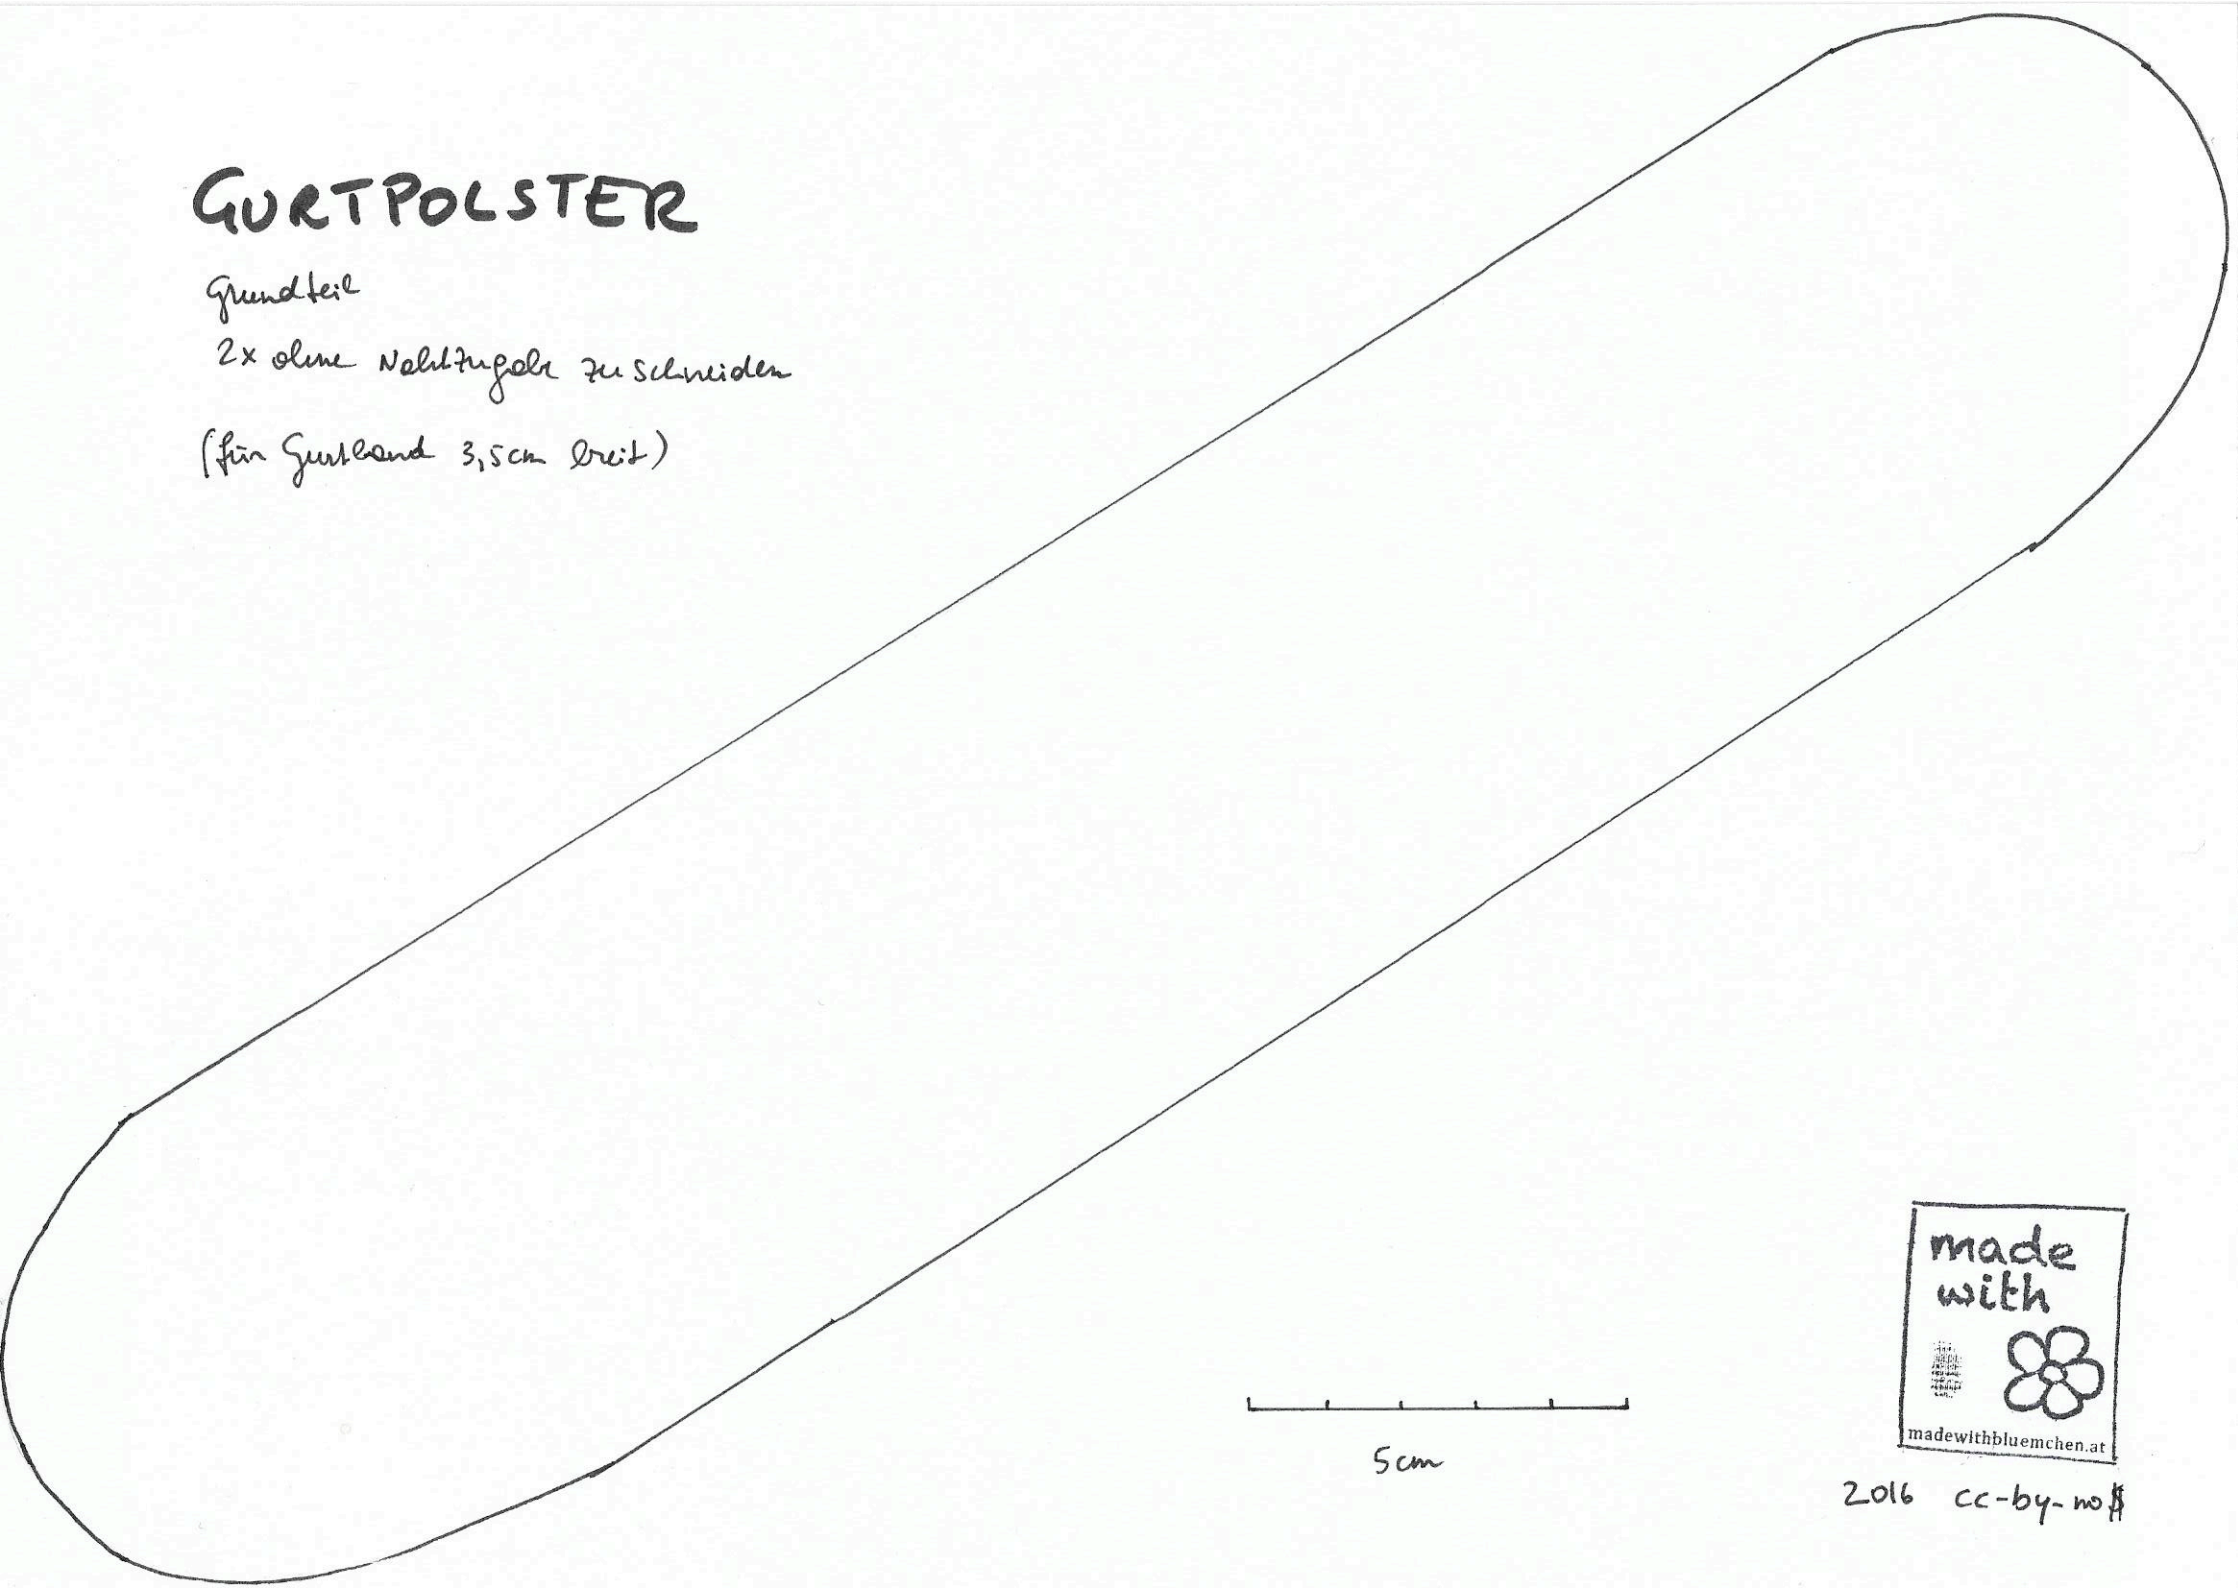 GURTPOLSTER
Grundteil
2x ohne Nahtzugabe zuschneiden
(für Gurtband 3,5cm breit)
5cm
made
with
madewithbluemchen.at
2016 cc-by-no$